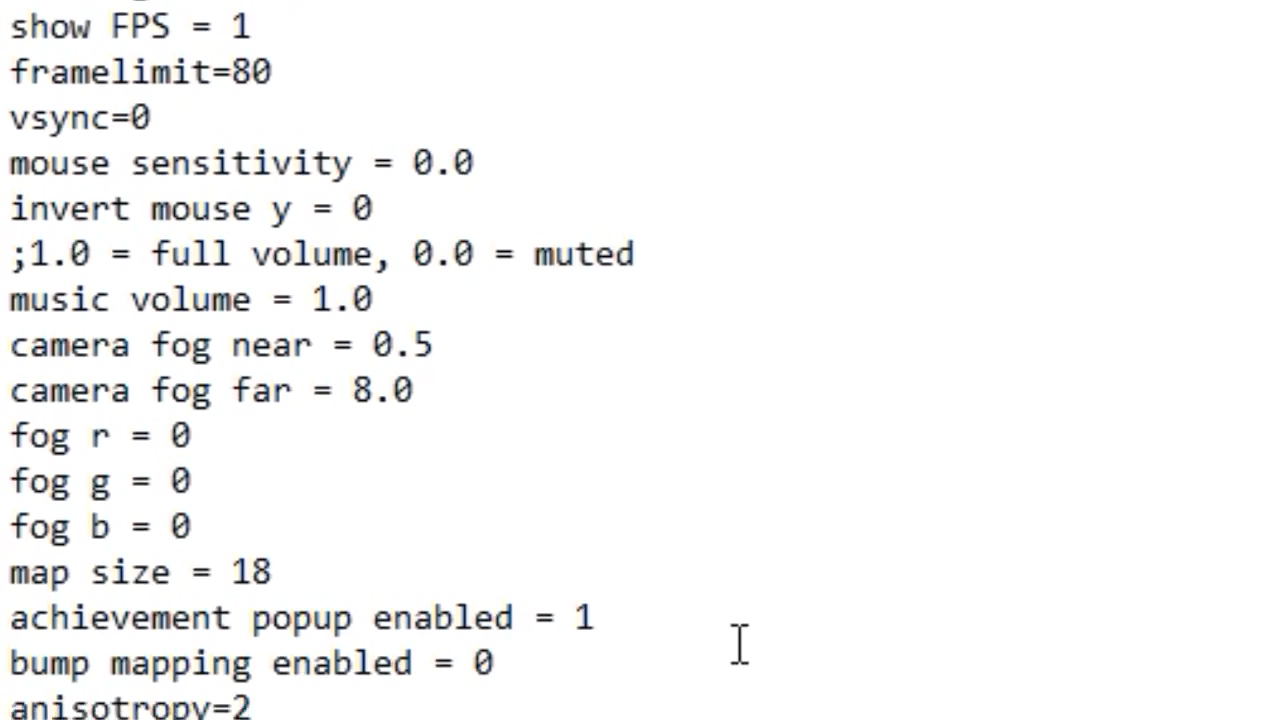 show FPS = 1
framelimit=80
vsync=0
mouse sensitivity = 0.0
invert mouse y = 0
;1.0 = full volume, 0.0 = muted
music volume = 1.0
camera fog near = 0.5
camera fog far = 8.0
fog r = 0
fog g = 0
fog b = 0
map size = 18
achievement popup enabled = 1
bump mapping enabled = 0
anisotropy=2